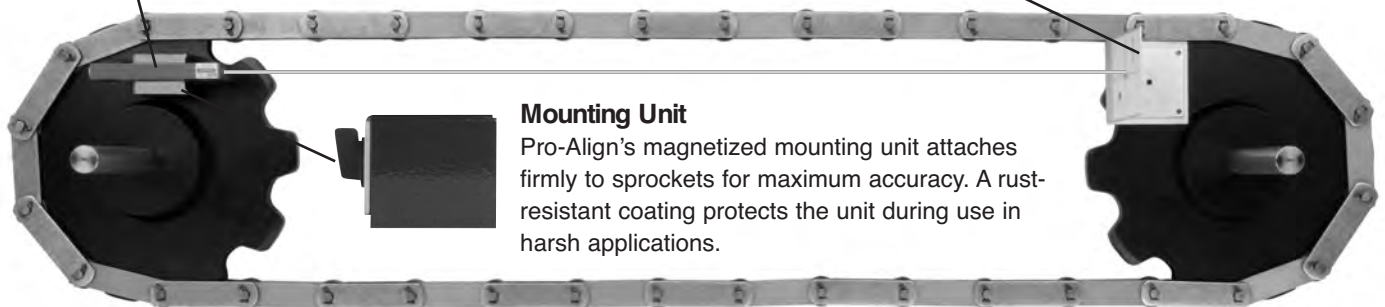 Mounting Unit
Pro-Align’s magnetized mounting unit attaches
firmly to sprockets for maximum accuracy. A rust-
resistant coating protects the unit during use in
harsh applications.